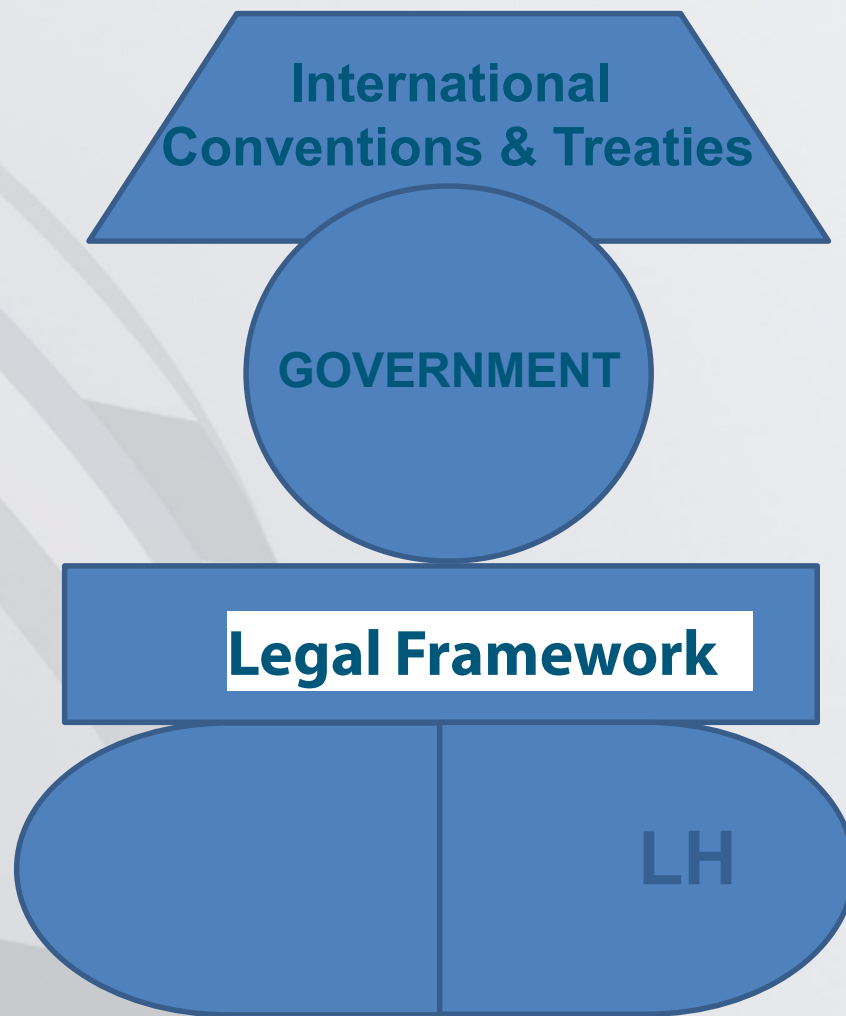 International
Conventions & Treaties
GOVERNMENT
Legal Framework
LH